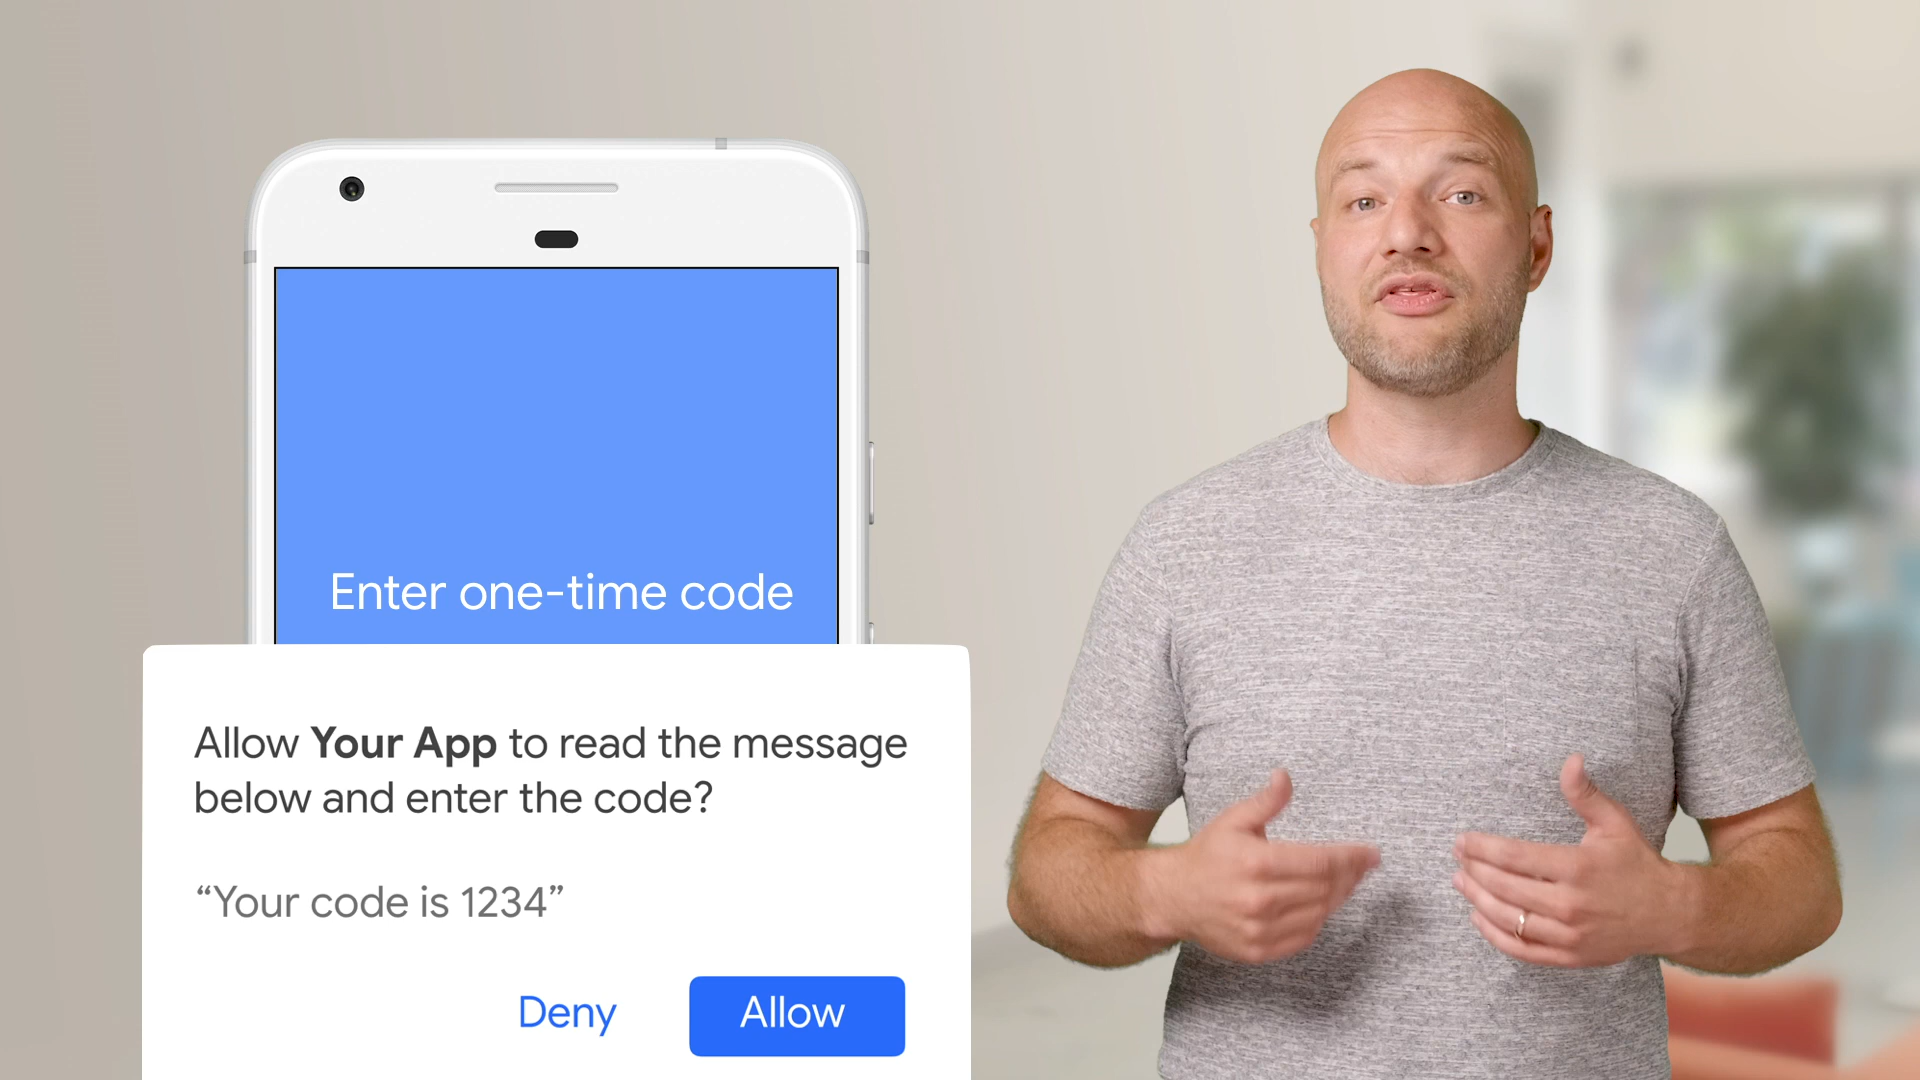 Enter one-time code
Allow Your App to read the message
below and enter the code?
“Your code is 1234”
Deny
Allow